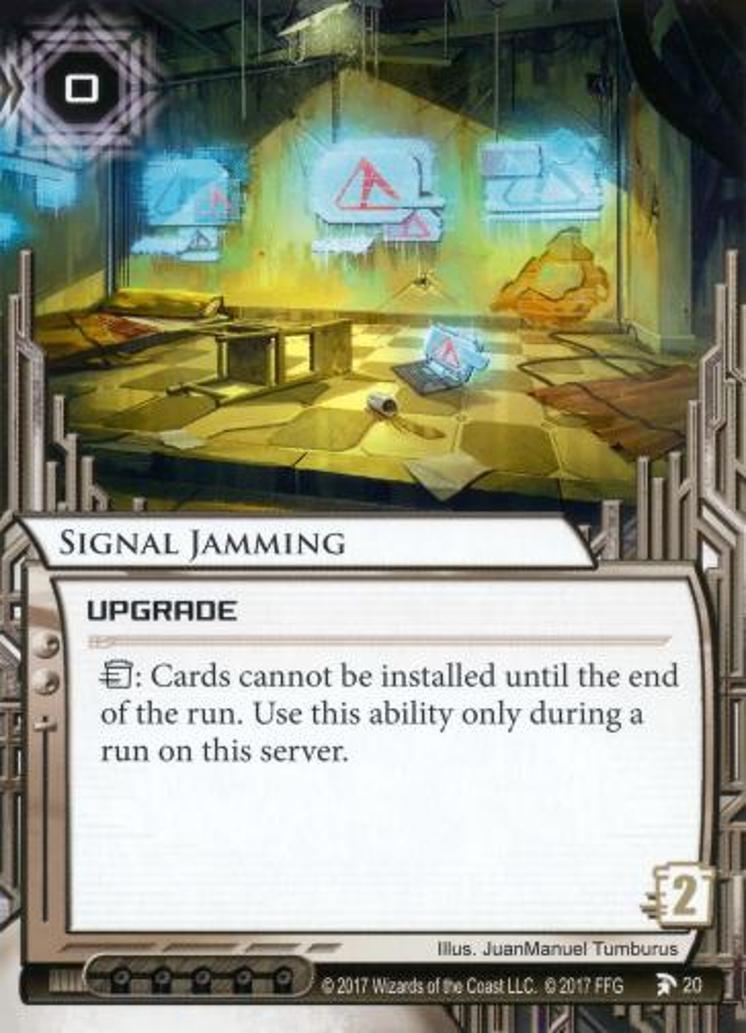 0
SIGNAL JAMMING
UPGRADE
: Cards cannot be installed until the end
of the run. Use this ability only during a
run on this server.
2
Illus. JuanManuel Tumburus
© 2017 Wizards of the Coast LLC. © 2017 FFG
20